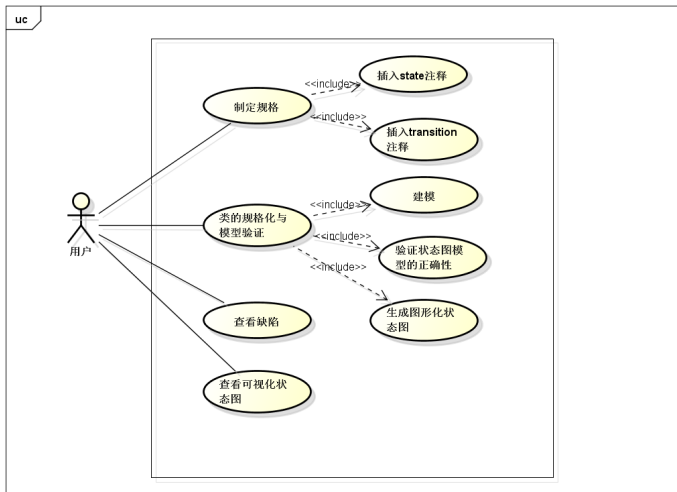 uc
<<include>>
插入state注释
制定规格
<<include>>
插入transition
注释
建模
<<include>>
类的规格化与
模型验证
<<include>>
验证状态图模
型的正确性
<<include>>
用户
生成图形化状
态图
查看缺陷
查看可视化状
态图